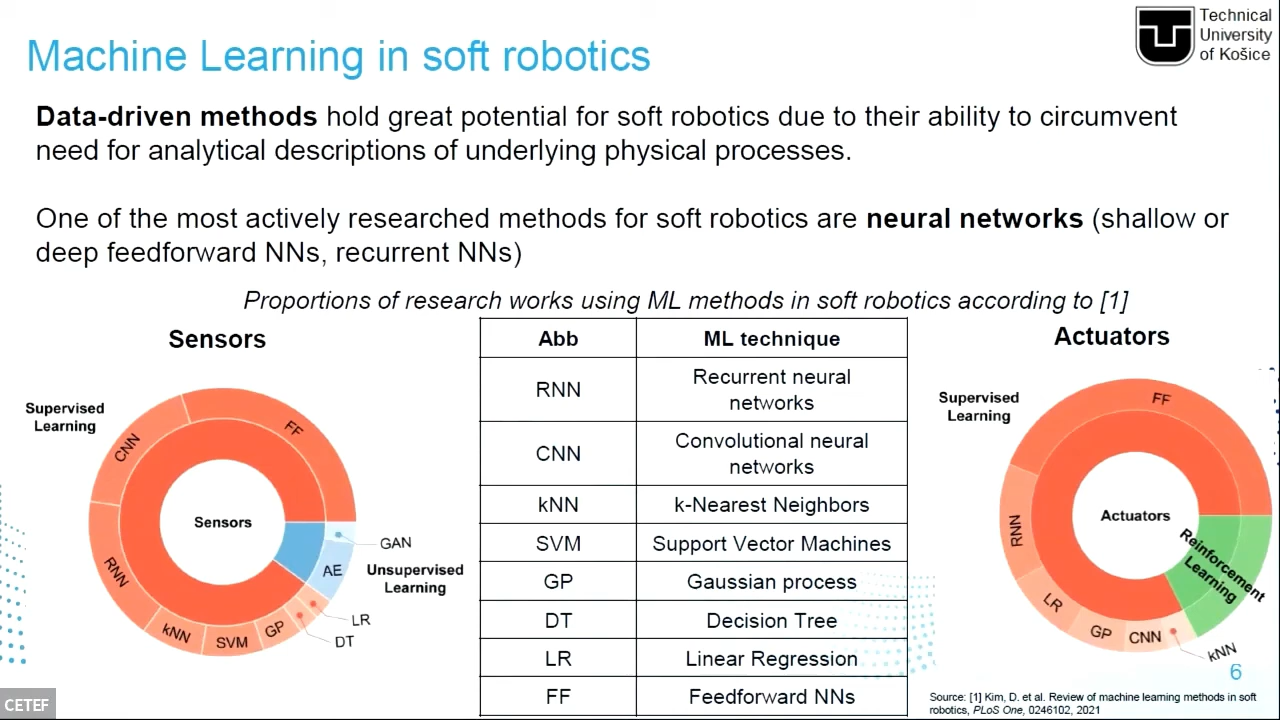 Machine Learning in soft robotics
Technical
University
of Košice
Data-driven methods hold great potential for soft robotics due to their ability to circumvent
need for analytical descriptions of underlying physical processes.
One of the most actively researched methods for soft robotics are neural networks (shallow or
deep feedforward NNs, recurrent NNs)
Proportions of research works using ML methods in soft robotics according to [1]
Sensors
Supervised
Learning
FF
CNN
RNN
kNN
SVM
GP
DT
LR
AE
GAN
Unsupervised
Learning
Sensors
Abb ML technique
RNN Recurrent neural
networks
CNN Convolutional neural
networks
kNN k-Nearest Neighbors
SVM Support Vector Machines
GP Gaussian process
DT Decision Tree
LR Linear Regression
FF Feedforward NNs
Actuators
Supervised
Learning
FF
RNN
LR
GP
CNN
kNN
Reinforcement
Learning
Actuators
6
Source: [1] Kim, D. et al. Review of machine learning methods in soft
robotics, PLoS One, 0246102, 2021
CETEF